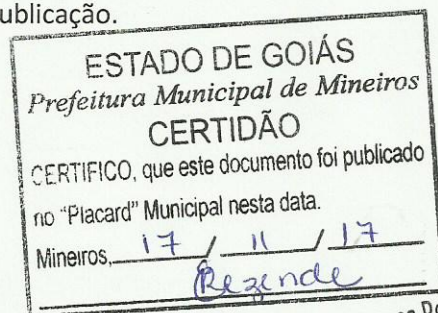 ublicação.
ESTADO DE GOIÁS
Prefeitura Municipal de Mineiros
CERTIDÃO
CERTIFICO, que este documento foi publicado
no "Placard" Municipal nesta data.
Mineiros, 17 / 11 / 17
Rezende